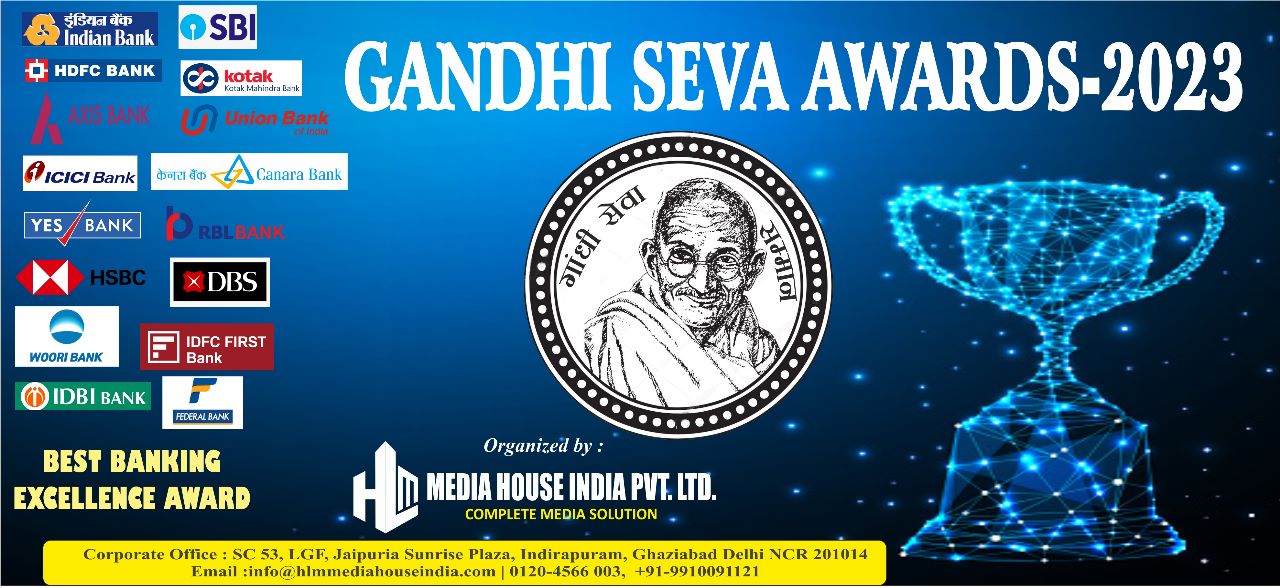 इंडियन बैंक
Indian Bank
SBI
HDFC BANK
kotak
Kotak Mahindra Bank
AXIS BANK
Union Bank
of India
ICICI Bank
केनरा बैंक Canara Bank
YES BANK
RBL BANK
HSBC
DBS
WOORI BANK
IDFC FIRST
Bank
IDBI BANK
FEDERAL BANK
BEST BANKING
EXCELLENCE AWARD
GANDHI SEVA AWARDS-2023
गांधी सेवा पुरस्कार
Organized by :
HLM MEDIA HOUSE INDIA PVT. LTD.
COMPLETE MEDIA SOLUTION
Corporate Office : SC 53, LGF, Jaipuria Sunrise Plaza, Indirapuram, Ghaziabad Delhi NCR 201014
Email :info@hlmmediahouseindia.com | 0120-4566 003, +91-9910091121